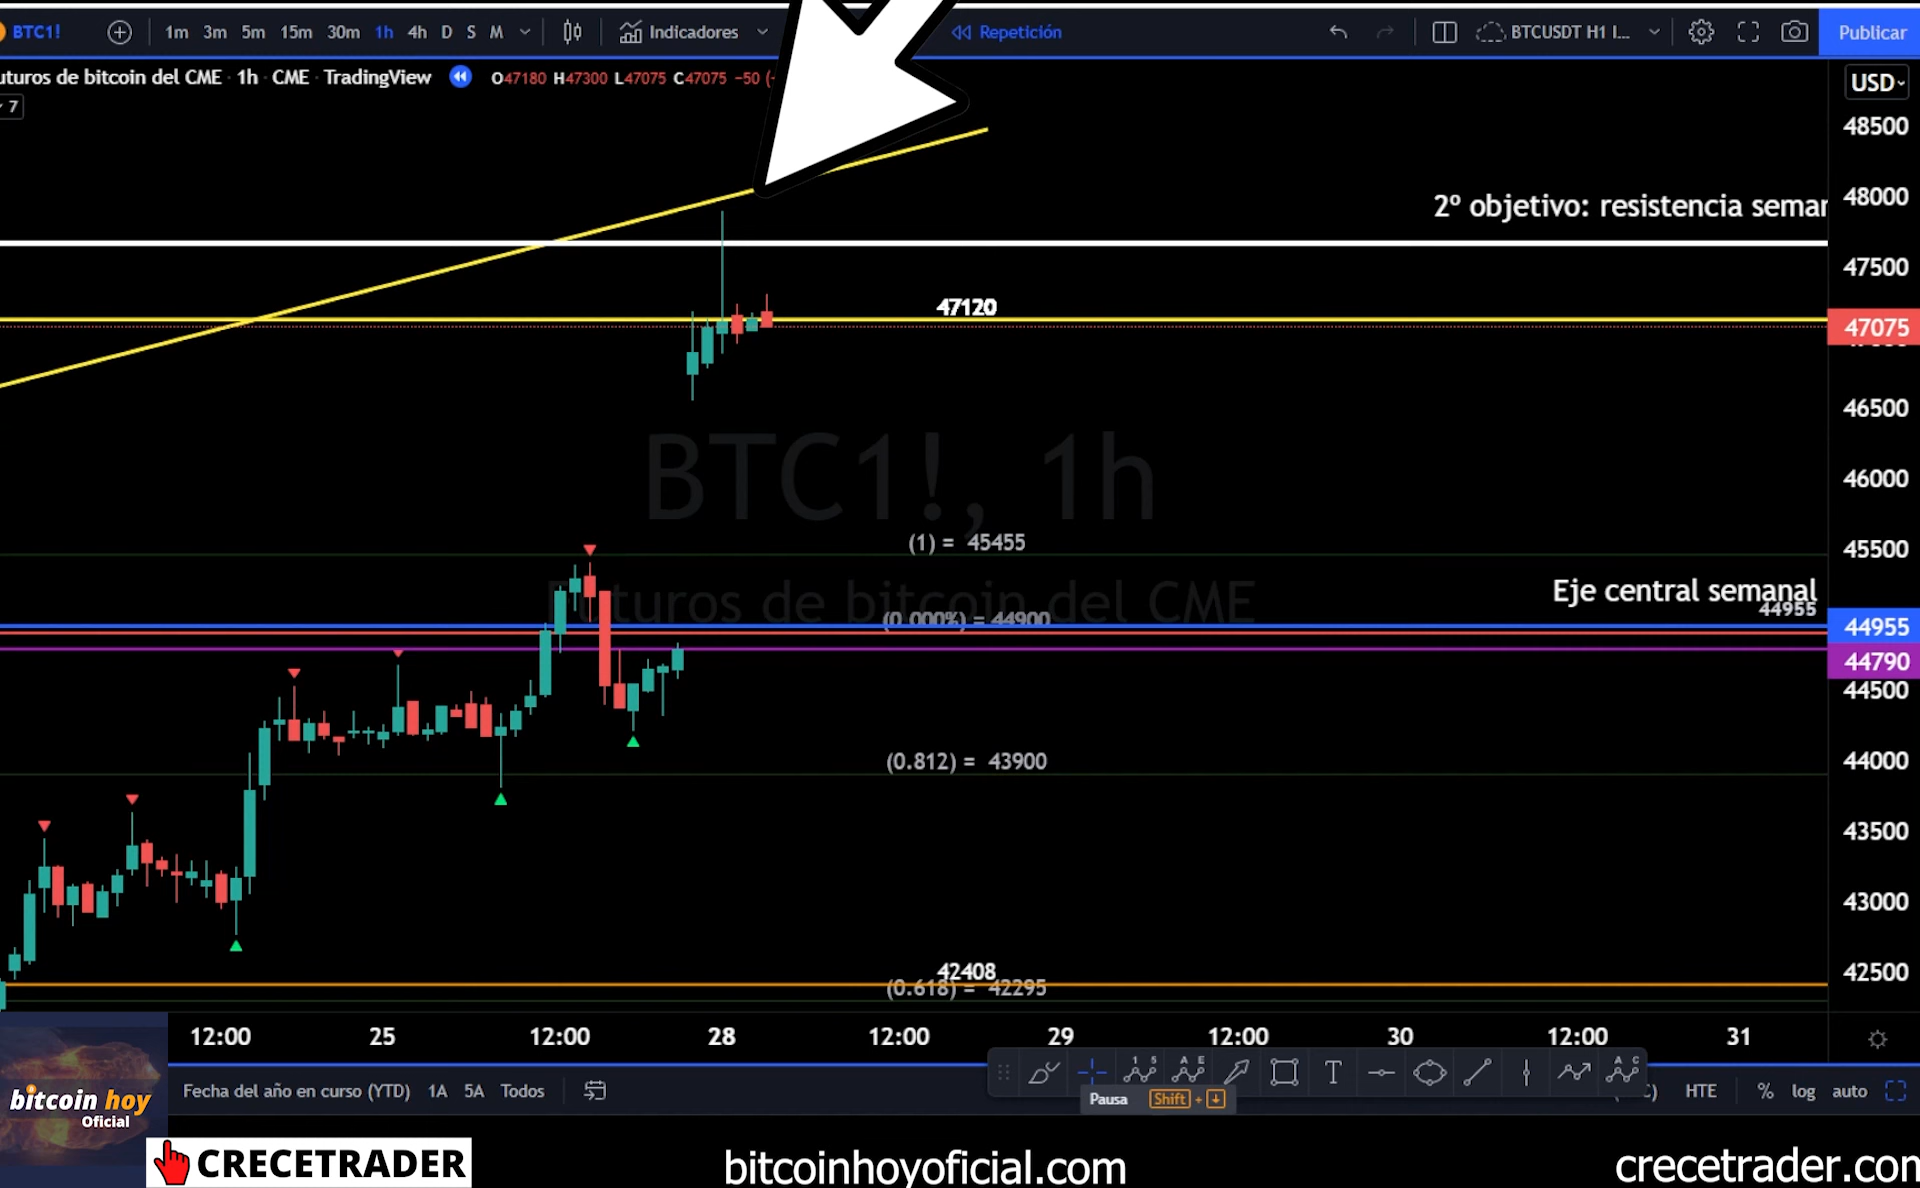 BTC1! 1m 3m 5m 15m 30m 1h 4h D S M Indicadores Repetición BTCUSDT H1 I... Publicar
uturos de bitcoin del CME · 1h · CME · TradingView O47180 H47300 L47075 C47075 −50
7
USD
48500
2º objetivo: resistencia semar
48000
47500
47120
47075
46500
46000
BTC1!, 1h
(1) = 45455
45500
Futuros de bitcoin del CME
Eje central semanal
44955
(0.000%) = 44900
44955
44790
44500
(0.812) = 43900
44000
43500
43000
42408
42500
(0.618) = 42295
12:00 25 12:00 28 12:00 29 12:00 30 12:00 31
1 5 A E T A C
Fecha del año en curso (YTD) 1A 5A Todos
Pausa Shift + ↓
C) HTE % log auto
bitcoin hoy
Oficial
CRECETRADER
bitcoinhoyoficial.com
crecetrader.con